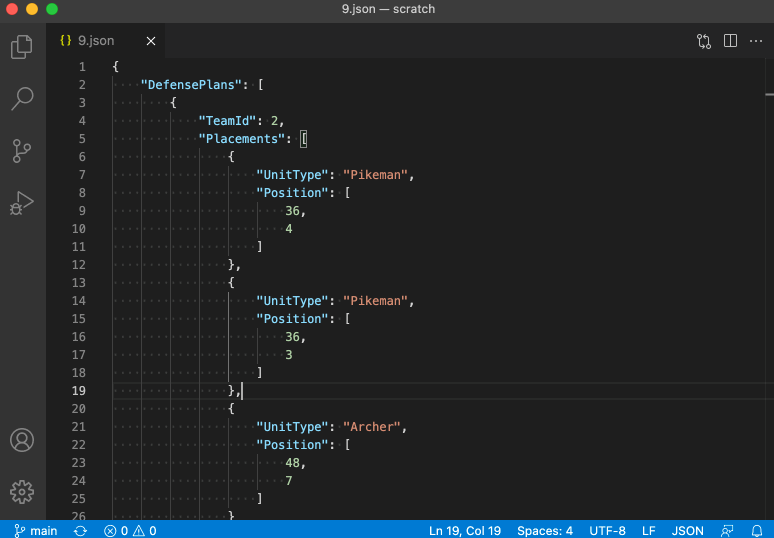 9.json — scratch
{} 9.json ×
1 {
2 "DefensePlans": [
3 {
4 "TeamId": 2,
5 "Placements": [
6 {
7 "UnitType": "Pikeman",
8 "Position": [
9 36,
10 4
11 ]
12 },
13 {
14 "UnitType": "Pikeman",
15 "Position": [
16 36,
17 3
18 ]
19 },
20 {
21 "UnitType": "Archer",
22 "Position": [
23 48,
24 7
25 ]
26 }
main 0 0 Ln 19, Col 19 Spaces: 4 UTF-8 LF JSON